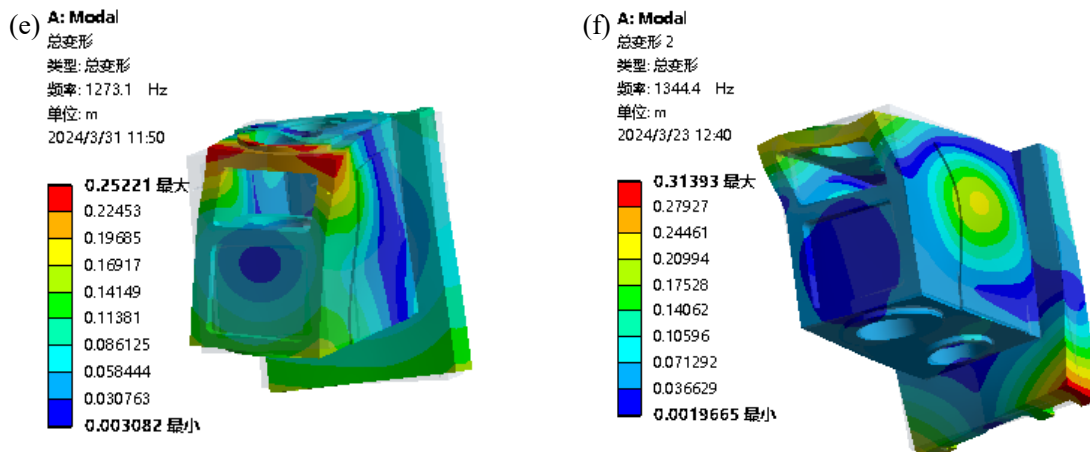 (e)
A: Modal
总变形
类型: 总变形
频率: 1273.1 Hz
单位: m
2024/3/31 11:50
0.25221 最大
0.22453
0.19685
0.16917
0.14149
0.11381
0.086125
0.058444
0.030763
0.003082 最小
(f)
A: Modal
总变形 2
类型: 总变形
频率: 1344.4 Hz
单位: m
2024/3/23 12:40
0.31393 最大
0.27927
0.24461
0.20994
0.17528
0.14062
0.10596
0.071292
0.036629
0.0019665 最小